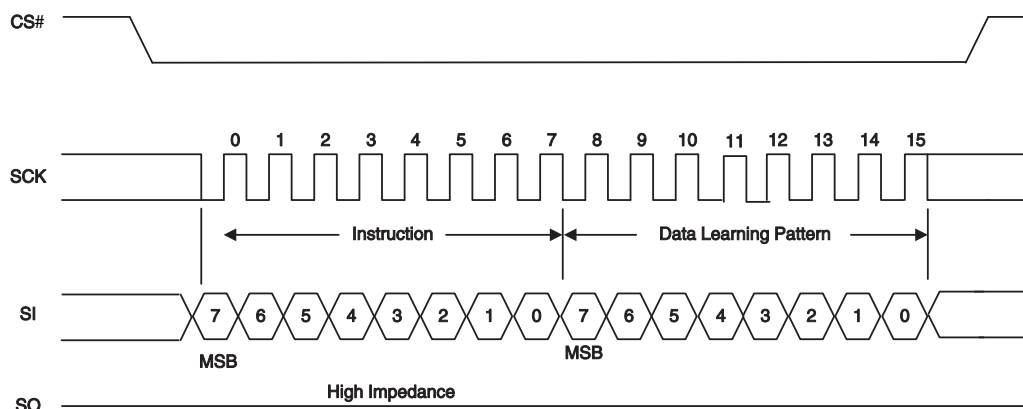 CS#
0 1 2 3 4 5 6 7 8 9 10 11 12 13 14 15
SCK
Instruction Data Learning Pattern
SI 7 6 5 4 3 2 1 0 7 6 5 4 3 2 1 0
MSB MSB
High Impedance
SO